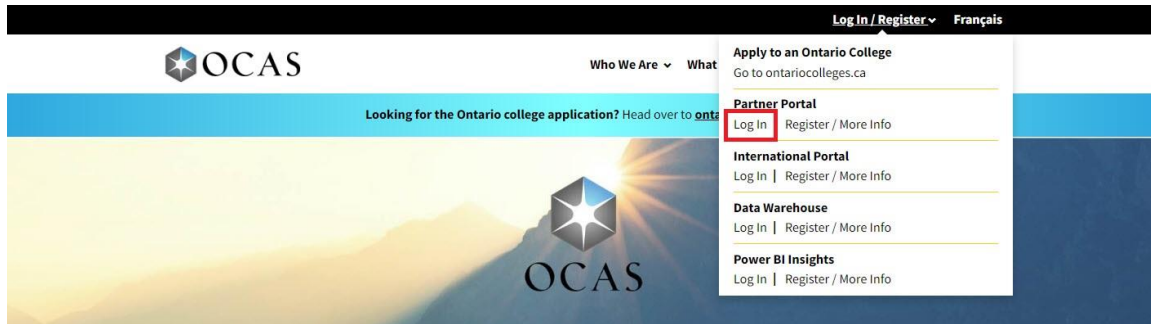 Log In / Register Français
OCAS
Who We Are What
Looking for the Ontario college application? Head over to onta
Apply to an Ontario College
Go to ontariocolleges.ca
Partner Portal
Log In Register / More Info
International Portal
Log In | Register / More Info
Data Warehouse
Log In | Register / More Info
Power BI Insights
Log In | Register / More Info
OCAS